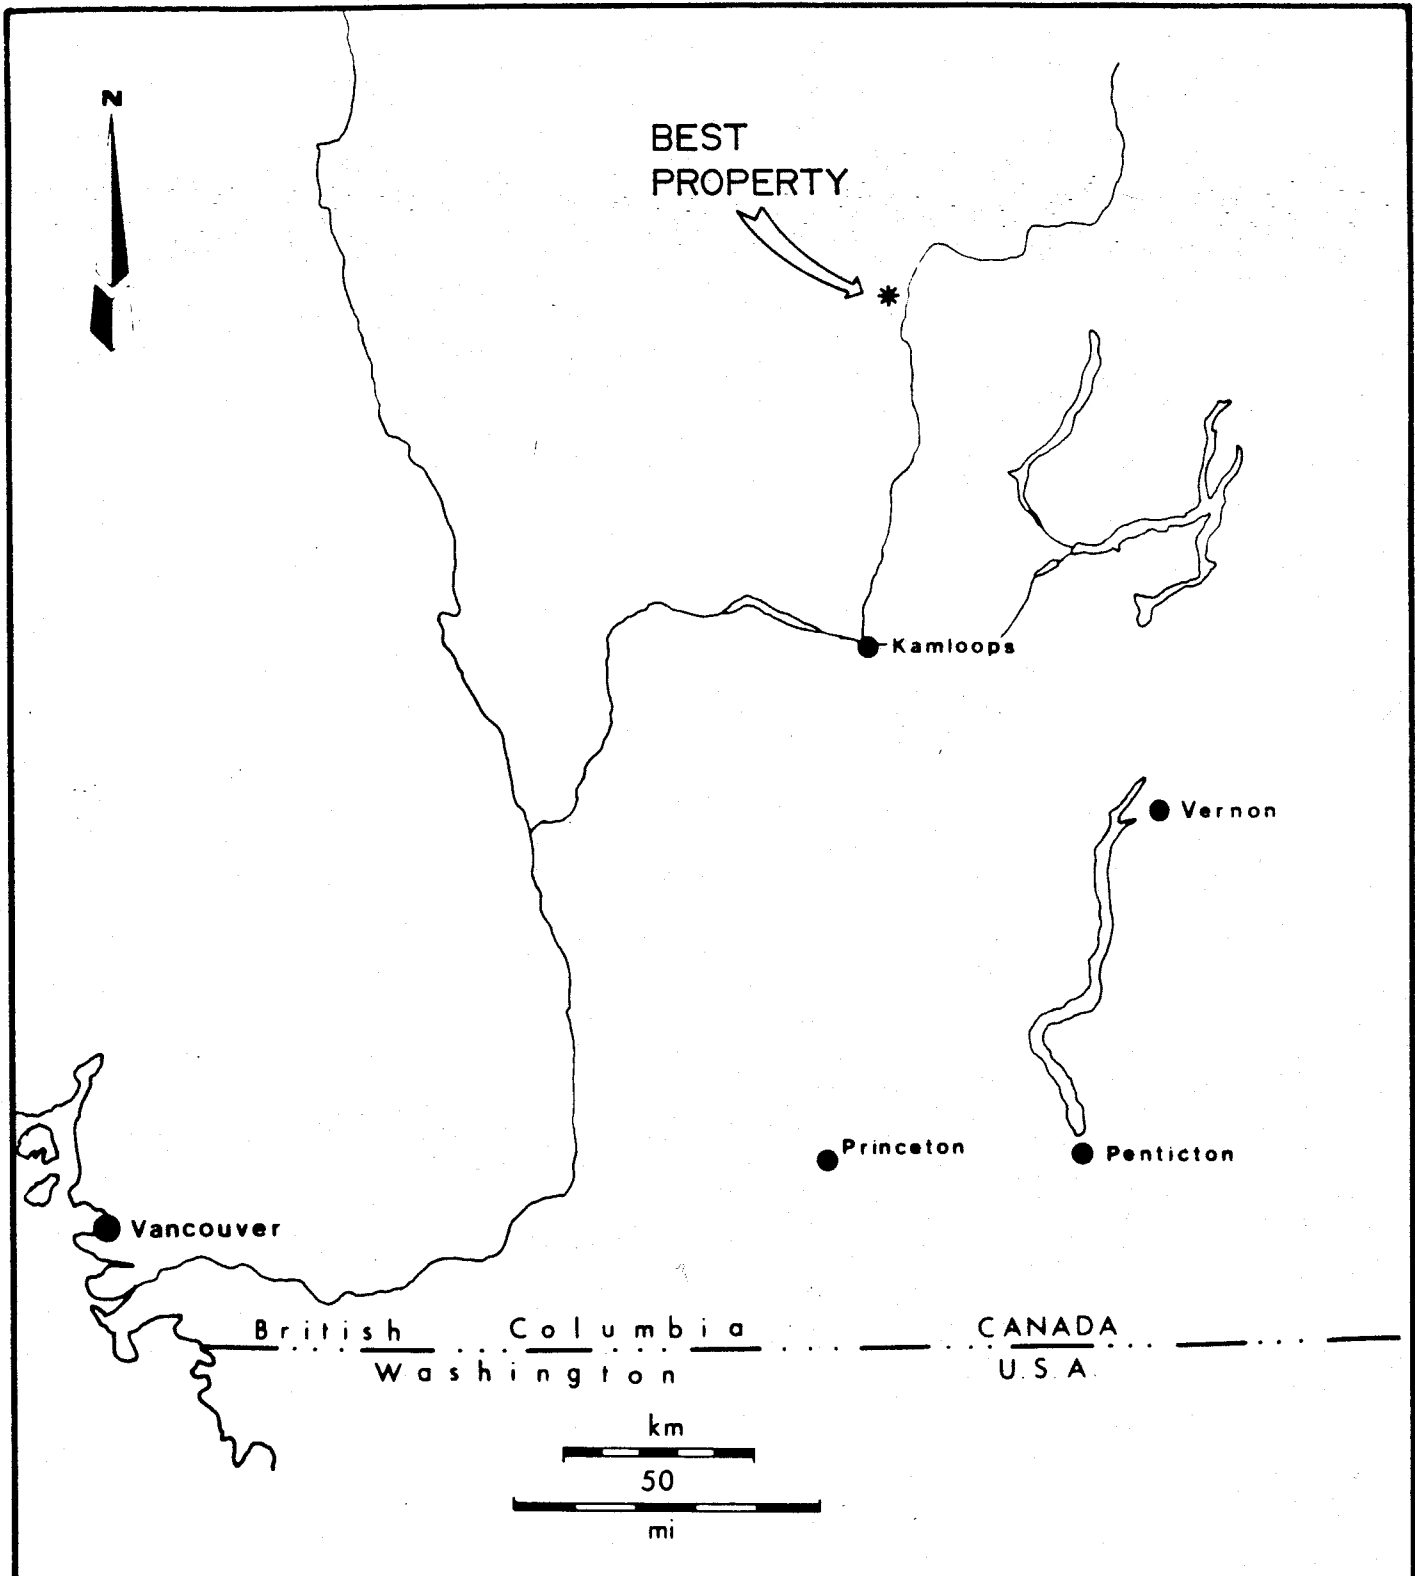 N
BEST
PROPERTY
Kamloops
Vernon
Princeton
Penticton
Vancouver
British Columbia
CANADA
Washington
U.S.A.
km
50
mi